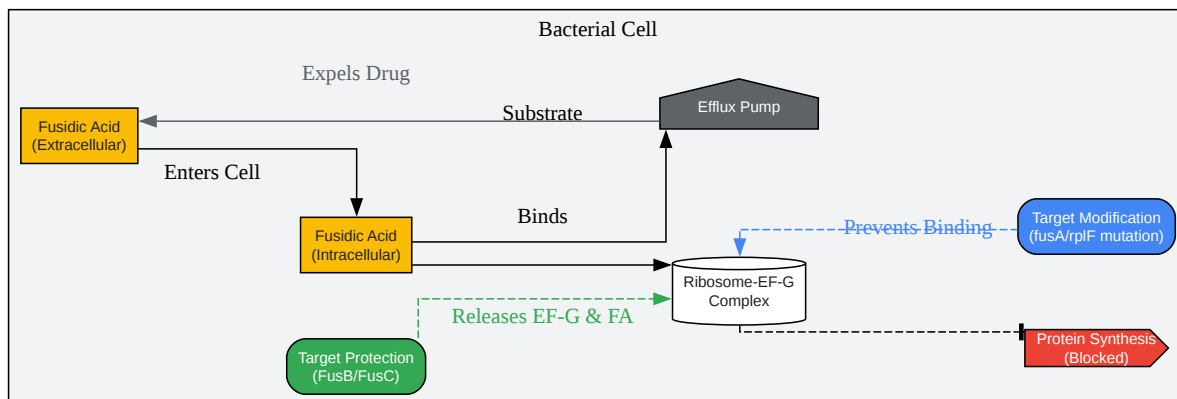 Bacterial Cell
Expels Drug
Efflux Pump
Substrate
Fusidic Acid
(Extracellular)
Enters Cell
Binds
Fusidic Acid
(Intracellular)
Target Modification
(fusA/rplF mutation)
Prevents Binding
Ribosome-EF-G
Complex
Releases EF-G & FA
Target Protection
(FusB/FusC)
Protein Synthesis
(Blocked)